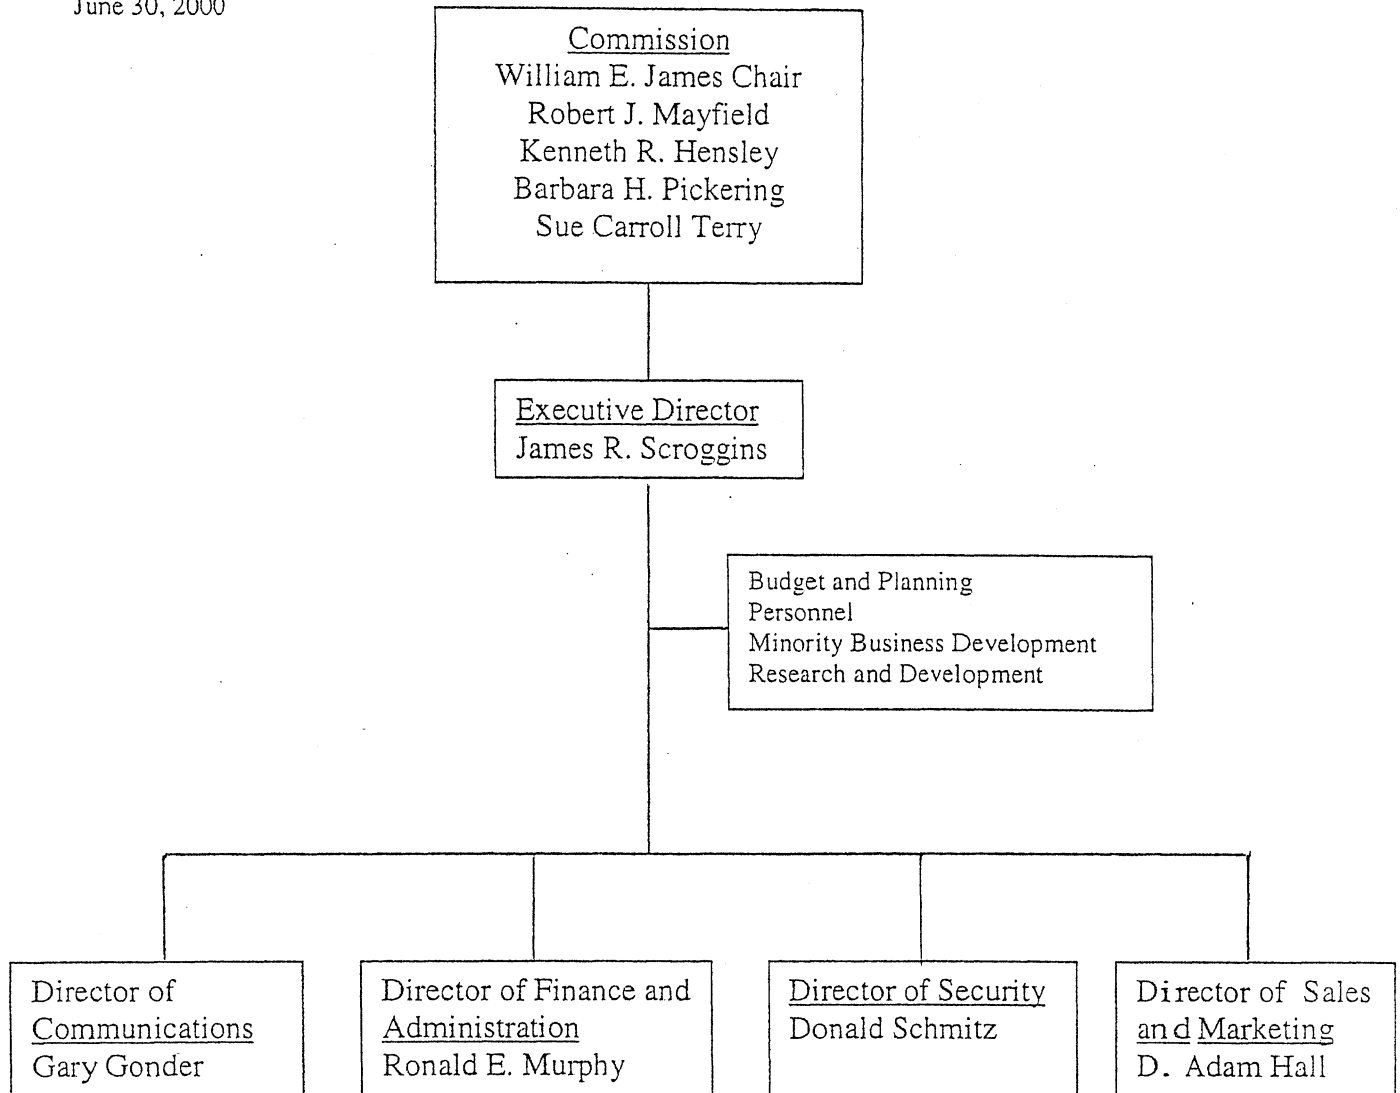 June 30, 2000
Commission
William E. James Chair
Robert J. Mayfield
Kenneth R. Hensley
Barbara H. Pickering
Sue Carroll Terry
Executive Director
James R. Scroggins
Budget and Planning
Personnel
Minority Business Development
Research and Development
Director of
Communications
Gary Gonder
Director of Finance and
Administration
Ronald E. Murphy
Director of Security
Donald Schmitz
Director of Sales
and Marketing
D. Adam Hall